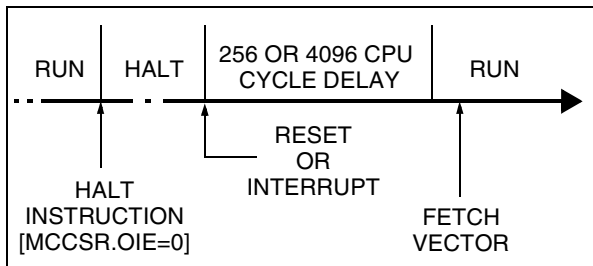 RUN
HALT
256 OR 4096 CPU
CYCLE DELAY
RUN
RESET
OR
INTERRUPT
HALT
INSTRUCTION
[MCCSR.OIE=0]
FETCH
VECTOR